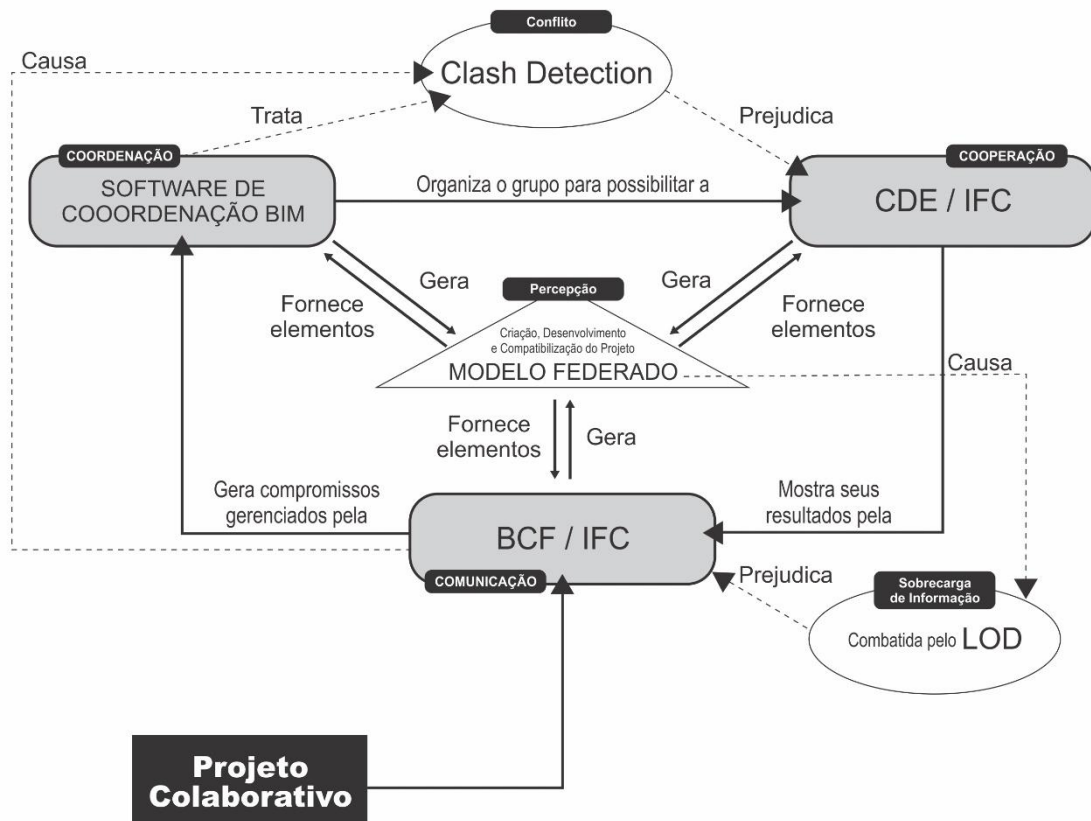 Conflito
Clash Detection
Causa
Trata
Prejudica
COORDENAÇÃO
SOFTWARE DE
COOORDENAÇÃO BIM
Organiza o grupo para possibilitar a
COOPERAÇÃO
CDE / IFC
Gera
Fornece
elementos
Percepção
Criação, Desenvolvimento
e Compatibilização do Projeto
MODELO FEDERADO
Gera
Fornece
elementos
Causa
Fornece
elementos
Gera
Gera compromissos
gerenciados pela
Mostra seus
resultados pela
BCF / IFC
COMUNICAÇÃO
Prejudica
Sobrecarga
de Informação
Combatida pelo LOD
Projeto
Colaborativo